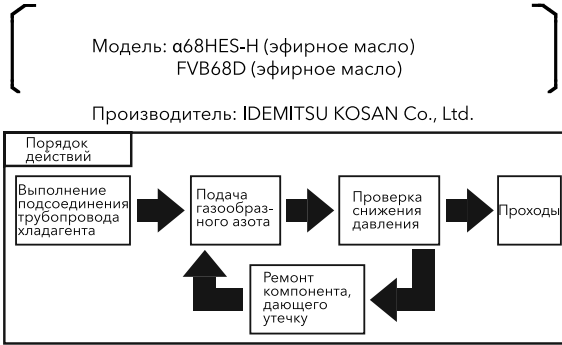 Модель: α68HES-H (эфирное масло)
FVB68D (эфирное масло)
Производитель: IDEMITSU KOSAN Co., Ltd.
Порядок
действий
Выполнение
подсоединения
трубопровода
хладагента
Подача
газообраз-
ного азота
Проверка
снижения
давления
Проходы
Ремонт
компонента,
дающего
утечку